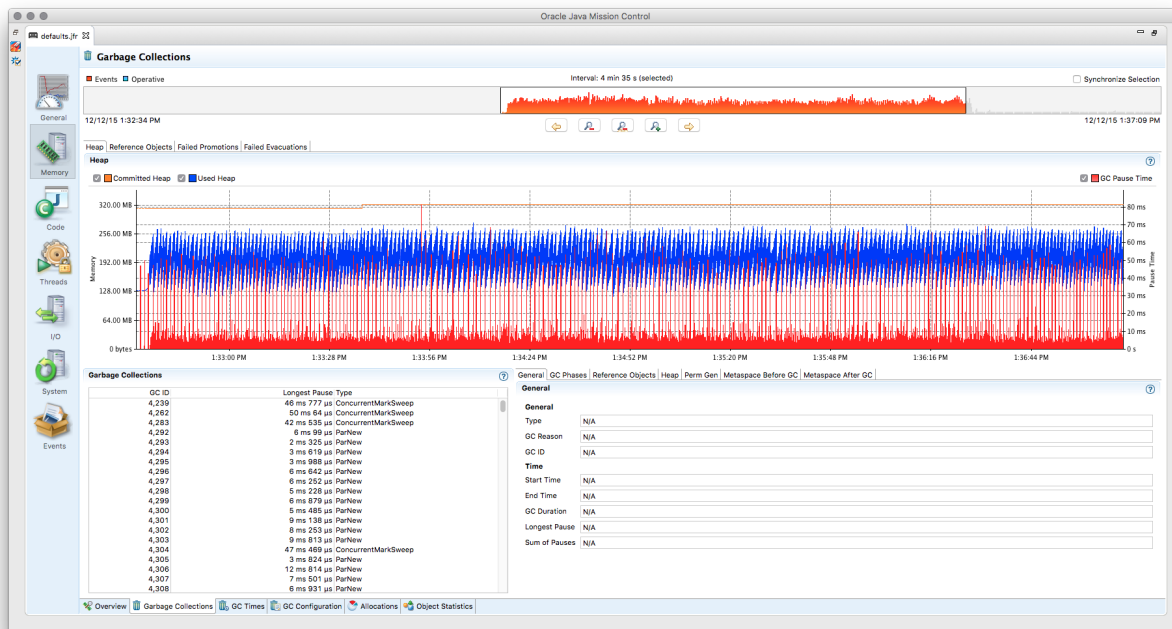 Oracle Java Mission Control
defaults.jfr
Garbage Collections
Events Operative
Interval: 4 min 35 s (selected)
Synchronize Selection
12/12/15 1:32:34 PM
12/12/15 1:37:09 PM
General
Memory
Code
Threads
I/O
System
Events
Heap Reference Objects Failed Promotions Failed Evacuations
Heap
Committed Heap Used Heap
GC Pause Time
320.00 MB
256.00 MB
192.00 MB
128.00 MB
64.00 MB
0 bytes
Memory
80 ms
70 ms
60 ms
50 ms
40 ms
30 ms
20 ms
10 ms
0 s
Pause Time
1:33:00 PM 1:33:28 PM 1:33:56 PM 1:34:24 PM 1:34:52 PM 1:35:20 PM 1:35:48 PM 1:36:16 PM 1:36:44 PM
Garbage Collections
GC ID Longest Pause Type
4,239 46 ms 777 µs ConcurrentMarkSweep
4,262 50 ms 64 µs ConcurrentMarkSweep
4,283 42 ms 535 µs ConcurrentMarkSweep
4,292 6 ms 99 µs ParNew
4,293 2 ms 325 µs ParNew
4,294 3 ms 619 µs ParNew
4,295 3 ms 988 µs ParNew
4,296 6 ms 642 µs ParNew
4,297 6 ms 252 µs ParNew
4,298 5 ms 228 µs ParNew
4,299 6 ms 879 µs ParNew
4,300 5 ms 485 µs ParNew
4,301 9 ms 138 µs ParNew
4,302 8 ms 253 µs ParNew
4,303 9 ms 813 µs ParNew
4,304 47 ms 469 µs ConcurrentMarkSweep
4,305 3 ms 824 µs ParNew
4,306 12 ms 814 µs ParNew
4,307 7 ms 501 µs ParNew
4,308 6 ms 931 µs ParNew
General GC Phases Reference Objects Heap Perm Gen Metaspace Before GC Metaspace After GC
General
General
Type N/A
GC Reason N/A
GC ID N/A
Time
Start Time N/A
End Time N/A
GC Duration N/A
Longest Pause N/A
Sum of Pauses N/A
Overview Garbage Collections GC Times GC Configuration Allocations Object Statistics